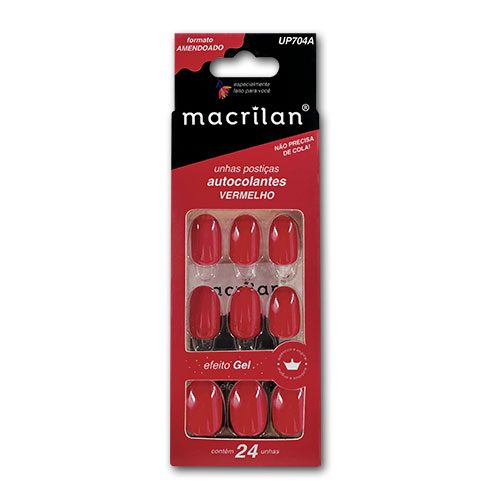 formato
AMENDOADO
UP704A
especialmente
feito para você
macrilan®
NÃO PRECISA
DE COLA!
unhas postiças
autocolantes
VERMELHO
macrilan
efeito Gel
contém 24 unhas